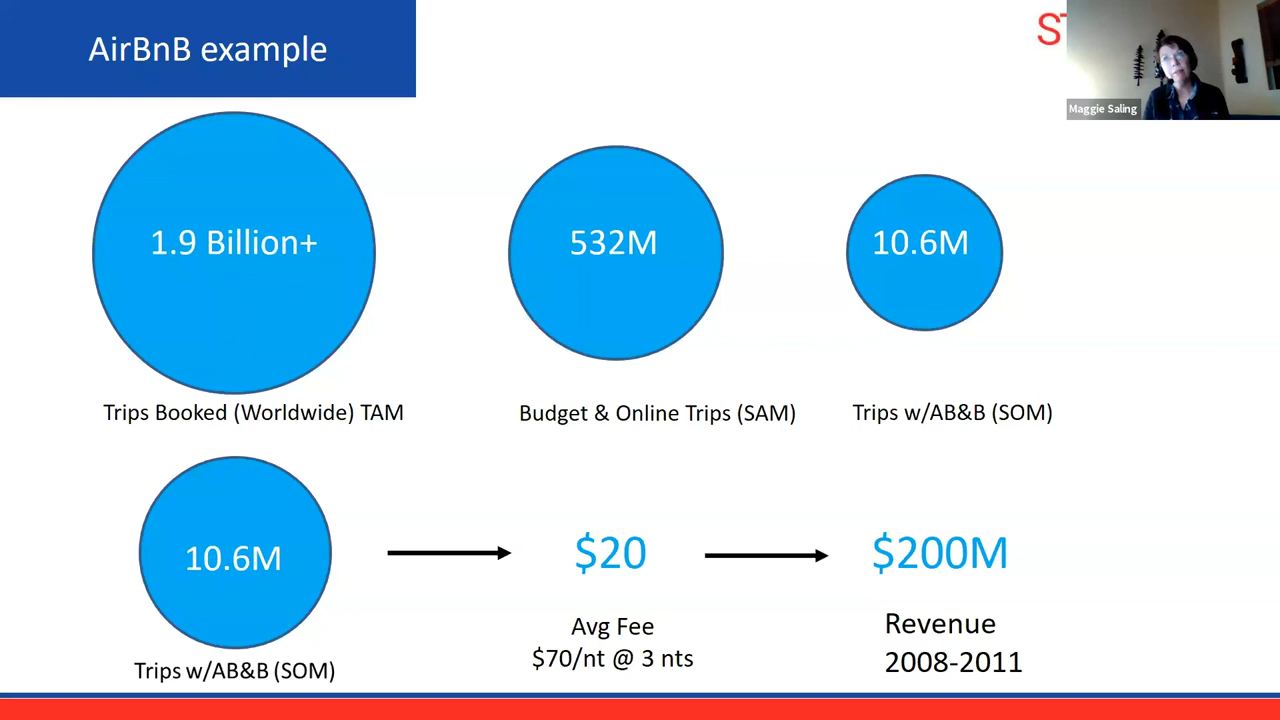 AirBnB example
ST
Maggie Saling
1.9 Billion+
532M
10.6M
Trips Booked (Worldwide) TAM
Budget & Online Trips (SAM)
Trips w/AB&B (SOM)
10.6M
$20
$200M
Avg Fee
$70/nt @ 3 nts
Revenue
2008-2011
Trips w/AB&B (SOM)